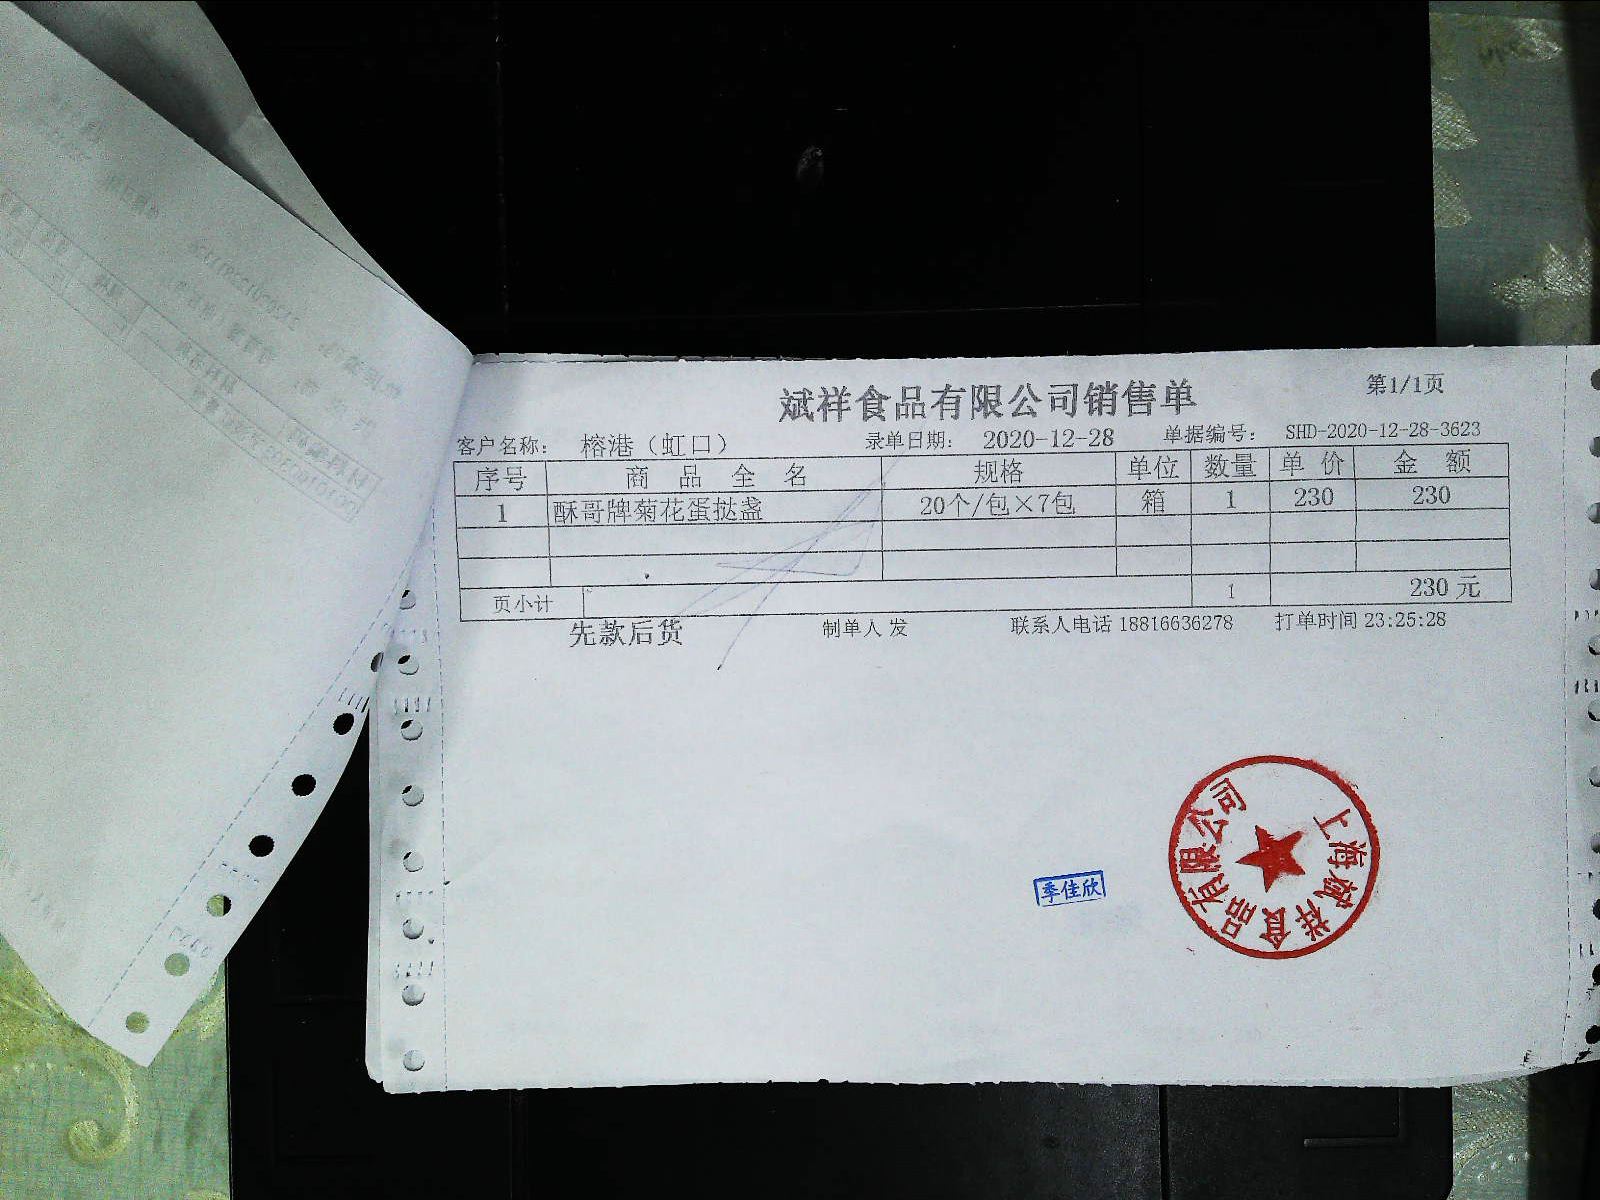 斌祥食品有限公司销售单
第1/1页
客户名称： 榕港（虹口） 录单日期： 2020-12-28 单据编号： SHD-2020-12-28-3623
序号 商品全名 规格 单位 数量 单价 金额
1 酥哥牌菊花蛋挞盏 20个/包×7包 箱 1 230 230
页小计 1 230 元
先款后货 制单人 发 联系人电话 18816636278 打单时间 23:25:28
季佳欣
上海斌祥食品有限公司